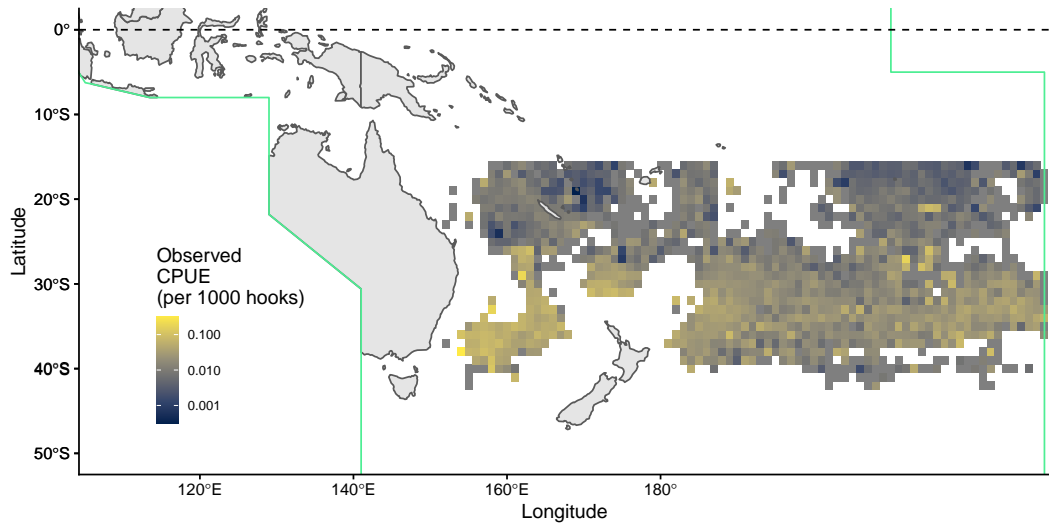 0°
10°S
20°S
30°S
40°S
50°S
Latitude
Observed
CPUE
(per 1000 hooks)
0.100
0.010
0.001
120°E
140°E
160°E
180°
Longitude